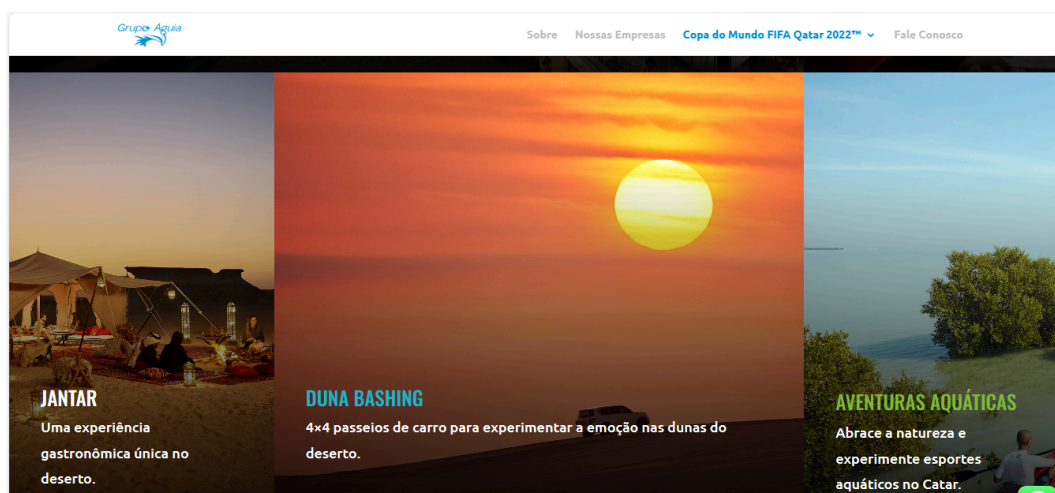 Grupo Águia
Sobre Nossas Empresas Copa do Mundo FIFA Qatar 2022™ Fale Conosco
JANTAR
Uma experiência
gastronômica única no
deserto.
DUNA BASHING
4×4 passeios de carro para experimentar a emoção nas dunas do
deserto.
AVENTURAS AQUÁTICAS
Abrace a natureza e
experimente esportes
aquáticos no Catar.